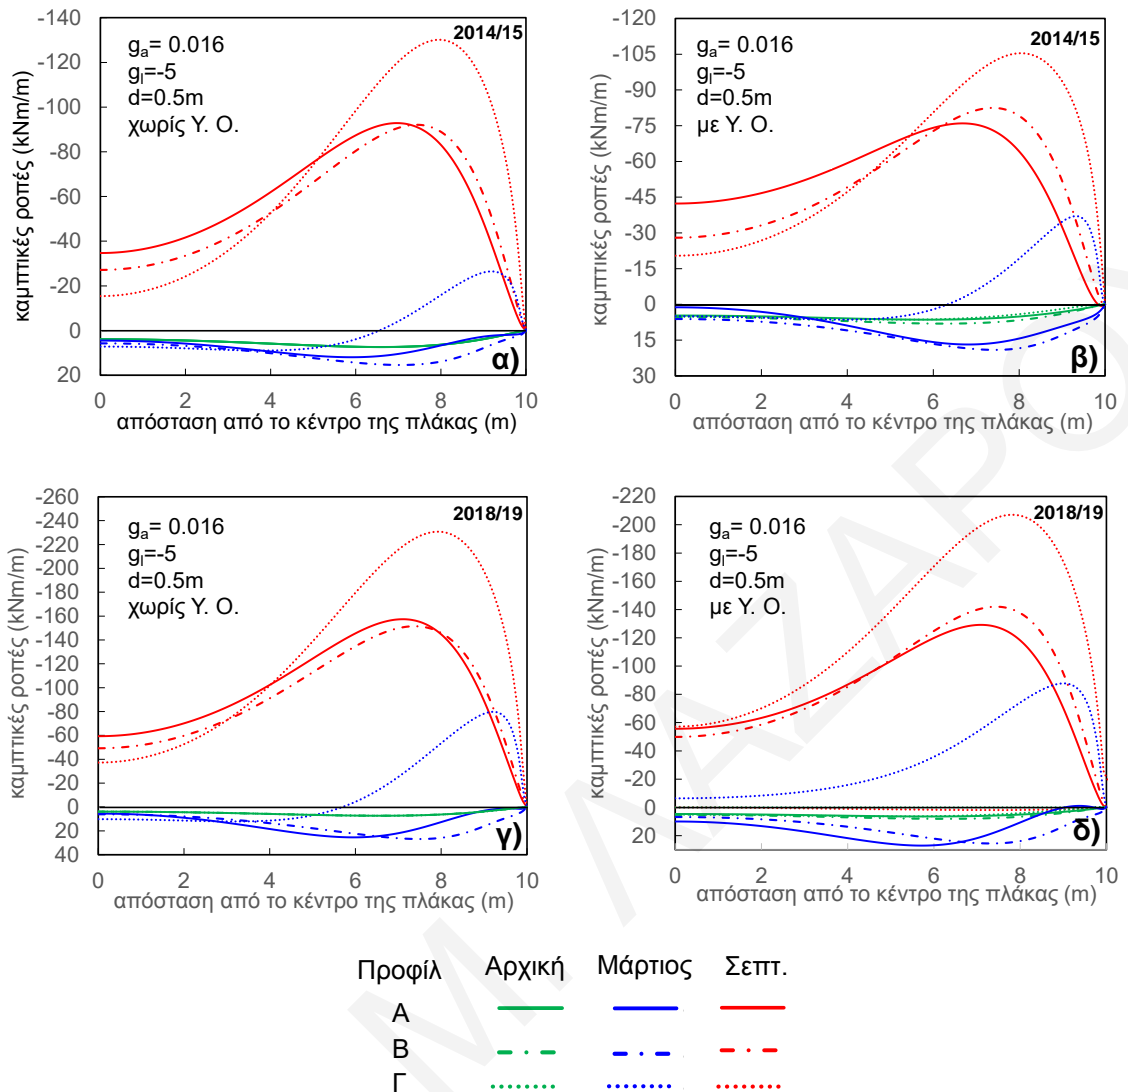 καμπτικές ροπές (kNm/m)
-140
-120
-100
-80
-60
-40
-20
0
20
2014/15
gₐ= 0.016
gₗ=-5
d=0.5m
χωρίς Υ. Ο.
α)
0 2 4 6 8 10
απόσταση από το κέντρο της πλάκας (m)
καμπτικές ροπές (kNm/m)
-120
-105
-90
-75
-60
-45
-30
-15
0
15
30
2014/15
gₐ= 0.016
gₗ=-5
d=0.5m
με Υ. Ο.
β)
0 2 4 6 8 10
απόσταση από το κέντρο της πλάκας (m)
καμπτικές ροπές (kNm/m)
-260
-240
-220
-200
-180
-160
-140
-120
-100
-80
-60
-40
-20
0
20
40
2018/19
gₐ= 0.016
gₗ=-5
d=0.5m
χωρίς Υ. Ο.
γ)
0 2 4 6 8 10
απόσταση από το κέντρο της πλάκας (m)
καμπτικές ροπές (kNm/m)
-220
-200
-180
-160
-140
-120
-100
-80
-60
-40
-20
0
20
2018/19
gₐ= 0.016
gₗ=-5
d=0.5m
με Υ. Ο.
δ)
0 2 4 6 8 10
απόσταση από το κέντρο της πλάκας (m)
Προφίλ Αρχική Μάρτιος Σεπτ.
Α
Β
Γ